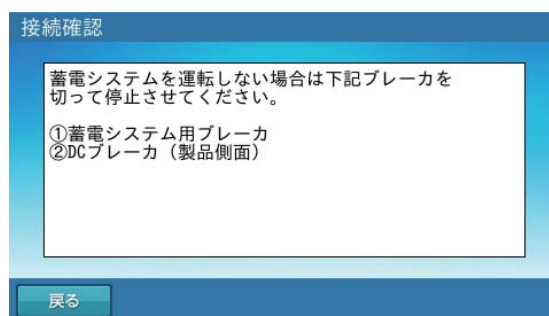 接続確認
蓄電システムを運転しない場合は下記ブレーカを
切って停止させてください。
①蓄電システム用ブレーカ
②DCブレーカ（製品側面）
戻る